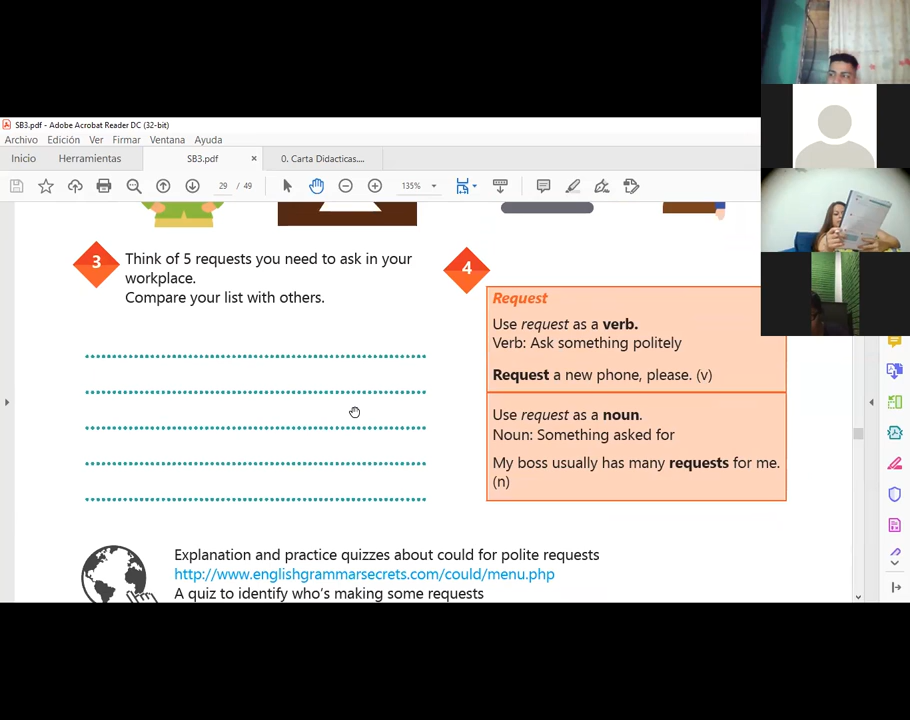 SB3.pdf - Adobe Acrobat Reader DC (32-bit)
Archivo Edición Ver Firmar Ventana Ayuda
Inicio Herramientas SB3.pdf × 0. Carta Didacticas....
29 / 49 135%
3 Think of 5 requests you need to ask in your
workplace.
Compare your list with others.
4
Request
Use request as a verb.
Verb: Ask something politely
Request a new phone, please. (v)
Use request as a noun.
Noun: Something asked for
My boss usually has many requests for me.
(n)
Explanation and practice quizzes about could for polite requests
http://www.englishgrammarsecrets.com/could/menu.php
A quiz to identify who's making some requests